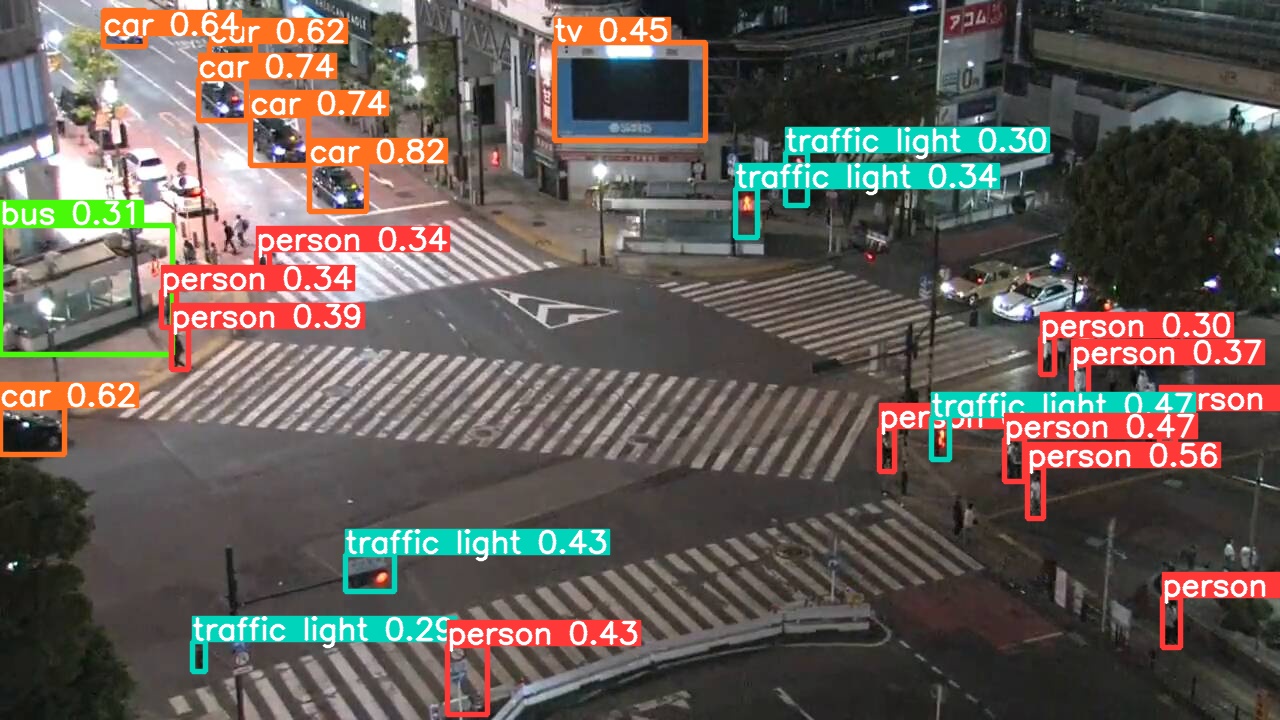 car 0.64
car 0.62
tv 0.45
アコム
car 0.74
car 0.74
traffic light 0.30
car 0.82
traffic light 0.34
bus 0.31
person 0.34
person 0.34
person 0.39
person 0.30
person 0.37
car 0.62
person
traffic light 0.47
person
person 0.47
person 0.56
traffic light 0.43
person
traffic light 0.29
person 0.43